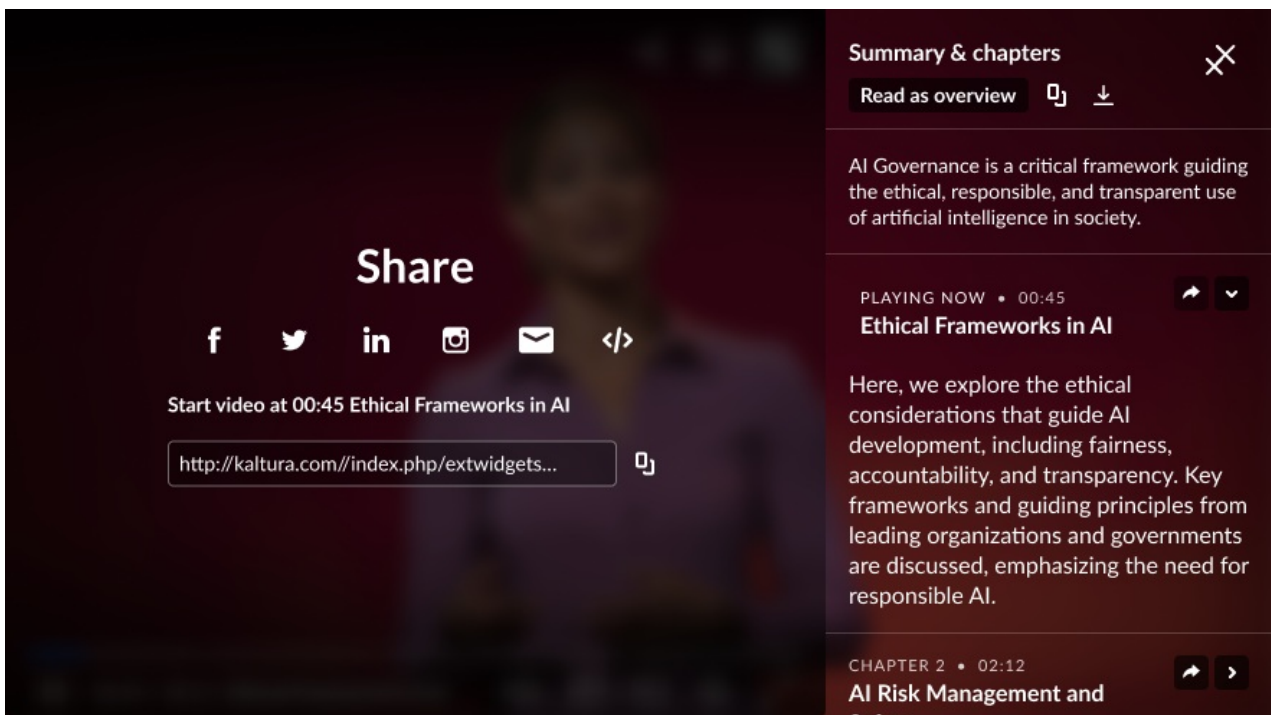 Share
f
in
Start video at 00:45 Ethical Frameworks in AI
http://kaltura.com//index.php/extwidgets...
Summary & chapters
Read as overview
AI Governance is a critical framework guiding
the ethical, responsible, and transparent use
of artificial intelligence in society.
PLAYING NOW • 00:45
Ethical Frameworks in AI
Here, we explore the ethical
considerations that guide AI
development, including fairness,
accountability, and transparency. Key
frameworks and guiding principles from
leading organizations and governments
are discussed, emphasizing the need for
responsible AI.
CHAPTER 2 • 02:12
AI Risk Management and